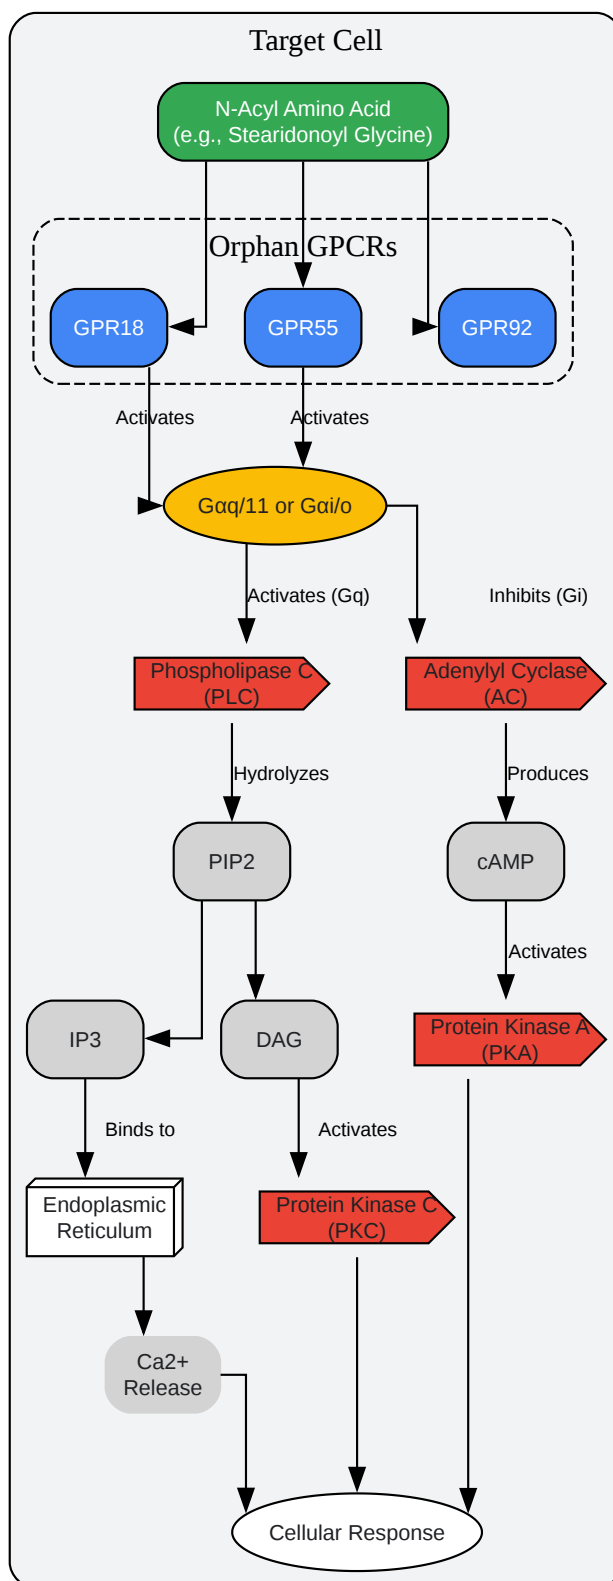 Target Cell
N-Acyl Amino Acid
(e.g., Stearidonoyl Glycine)
Orphan GPCRs
GPR18
GPR55
GPR92
Activates
Activates
Gαq/11 or Gαi/o
Activates (Gq)
Inhibits (Gi)
Phospholipase C
(PLC)
Adenylyl Cyclase
(AC)
Hydrolyzes
Produces
PIP2
cAMP
Activates
IP3
DAG
Protein Kinase A
(PKA)
Binds to
Activates
Endoplasmic
Reticulum
Protein Kinase C
(PKC)
Ca2+
Release
Cellular Response